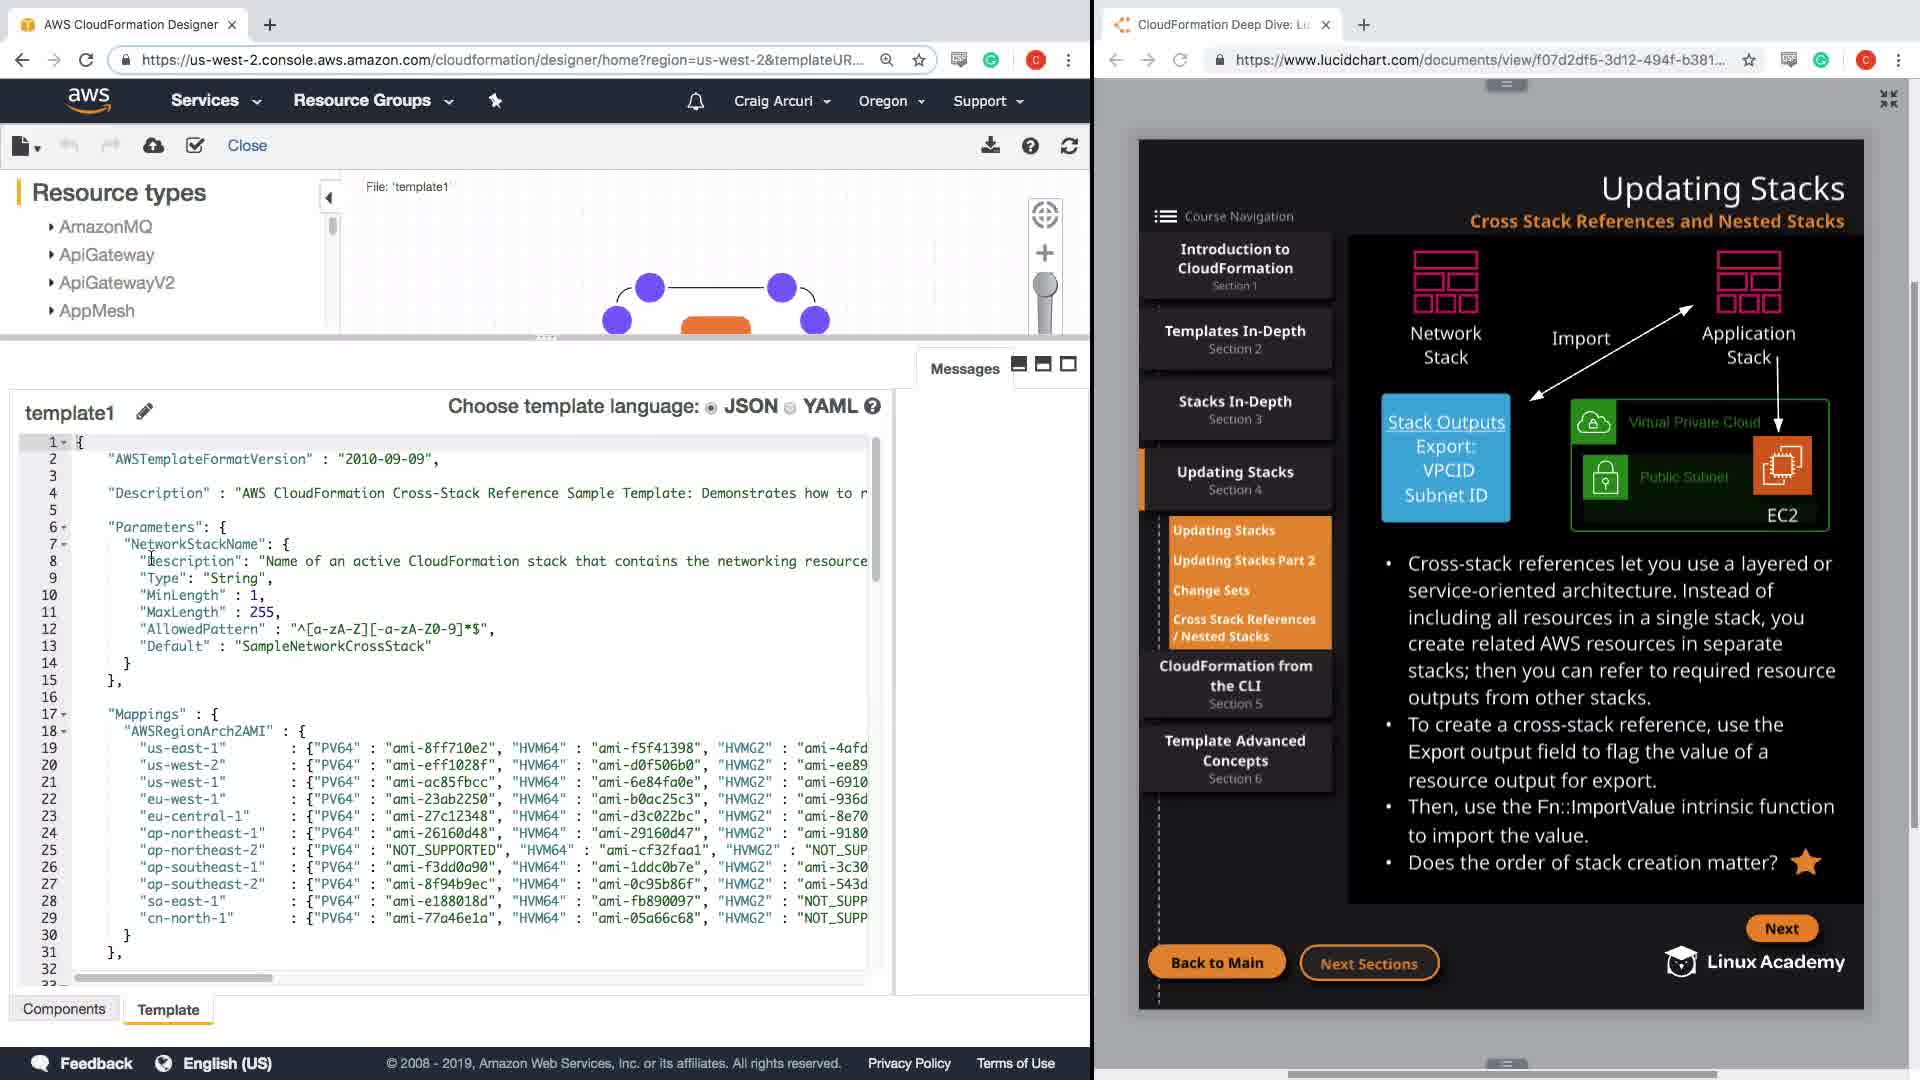 AWS CloudFormation Designer
https://us-west-2.console.aws.amazon.com/cloudformation/designer/home?region=us-west-2&templateUR...
aws
Services
Resource Groups
Craig Arcuri
Oregon
Support
Close
Resource types
AmazonMQ
ApiGateway
ApiGatewayV2
AppMesh
File: 'template1'
Messages
template1
Choose template language: JSON YAML
1 {
2 "AWSTemplateFormatVersion" : "2010-09-09",
3
4 "Description" : "AWS CloudFormation Cross-Stack Reference Sample Template: Demonstrates how to r
5
6 "Parameters": {
7 "NetworkStackName": {
8 "Description": "Name of an active CloudFormation stack that contains the networking resource
9 "Type": "String",
10 "MinLength" : 1,
11 "MaxLength" : 255,
12 "AllowedPattern" : "^[a-zA-Z][-a-zA-Z0-9]*$",
13 "Default" : "SampleNetworkCrossStack"
14 }
15 },
16
17 "Mappings" : {
18 "AWSRegionArch2AMI" : {
19 "us-east-1" : {"PV64" : "ami-8ff710e2", "HVM64" : "ami-f5f41398", "HVMG2" : "ami-4afd
20 "us-west-2" : {"PV64" : "ami-eff1028f", "HVM64" : "ami-d0f506b0", "HVMG2" : "ami-ee89
21 "us-west-1" : {"PV64" : "ami-ac85fbcc", "HVM64" : "ami-6e84fa0e", "HVMG2" : "ami-6910
22 "eu-west-1" : {"PV64" : "ami-23ab2250", "HVM64" : "ami-b0ac25c3", "HVMG2" : "ami-936d
23 "eu-central-1" : {"PV64" : "ami-27c12348", "HVM64" : "ami-d3c022bc", "HVMG2" : "ami-8e70
24 "ap-northeast-1" : {"PV64" : "ami-26160d48", "HVM64" : "ami-29160d47", "HVMG2" : "ami-9180
25 "ap-northeast-2" : {"PV64" : "NOT_SUPPORTED", "HVM64" : "ami-cf32faa1", "HVMG2" : "NOT_SUP
26 "ap-southeast-1" : {"PV64" : "ami-f3dd0a90", "HVM64" : "ami-1ddc0b7e", "HVMG2" : "ami-3c30
27 "ap-southeast-2" : {"PV64" : "ami-8f94b9ec", "HVM64" : "ami-0c95b86f", "HVMG2" : "ami-543d
28 "sa-east-1" : {"PV64" : "ami-e188018d", "HVM64" : "ami-fb890097", "HVMG2" : "NOT_SUPP
29 "cn-north-1" : {"PV64" : "ami-77a46e1a", "HVM64" : "ami-05a66c68", "HVMG2" : "NOT_SUPP
30 }
31 },
32
33
Components
Template
Feedback
English (US)
© 2008 - 2019, Amazon Web Services, Inc. or its affiliates. All rights reserved.
Privacy Policy
Terms of Use
CloudFormation Deep Dive: Lu
https://www.lucidchart.com/documents/view/f07d2df5-3d12-494f-b381...
Updating Stacks
Cross Stack References and Nested Stacks
Course Navigation
Introduction to
CloudFormation
Section 1
Templates In-Depth
Section 2
Stacks In-Depth
Section 3
Updating Stacks
Section 4
Updating Stacks
Updating Stacks Part 2
Change Sets
Cross Stack References
/ Nested Stacks
CloudFormation from
the CLI
Section 5
Template Advanced
Concepts
Section 6
Network
Stack
Import
Application
Stack
Stack Outputs
Export:
VPCID
Subnet ID
Virtual Private Cloud
Public Subnet
EC2
• Cross-stack references let you use a layered or
service-oriented architecture. Instead of
including all resources in a single stack, you
create related AWS resources in separate
stacks; then you can refer to required resource
outputs from other stacks.
• To create a cross-stack reference, use the
Export output field to flag the value of a
resource output for export.
• Then, use the Fn::ImportValue intrinsic function
to import the value.
• Does the order of stack creation matter?
Next
Back to Main
Next Sections
Linux Academy